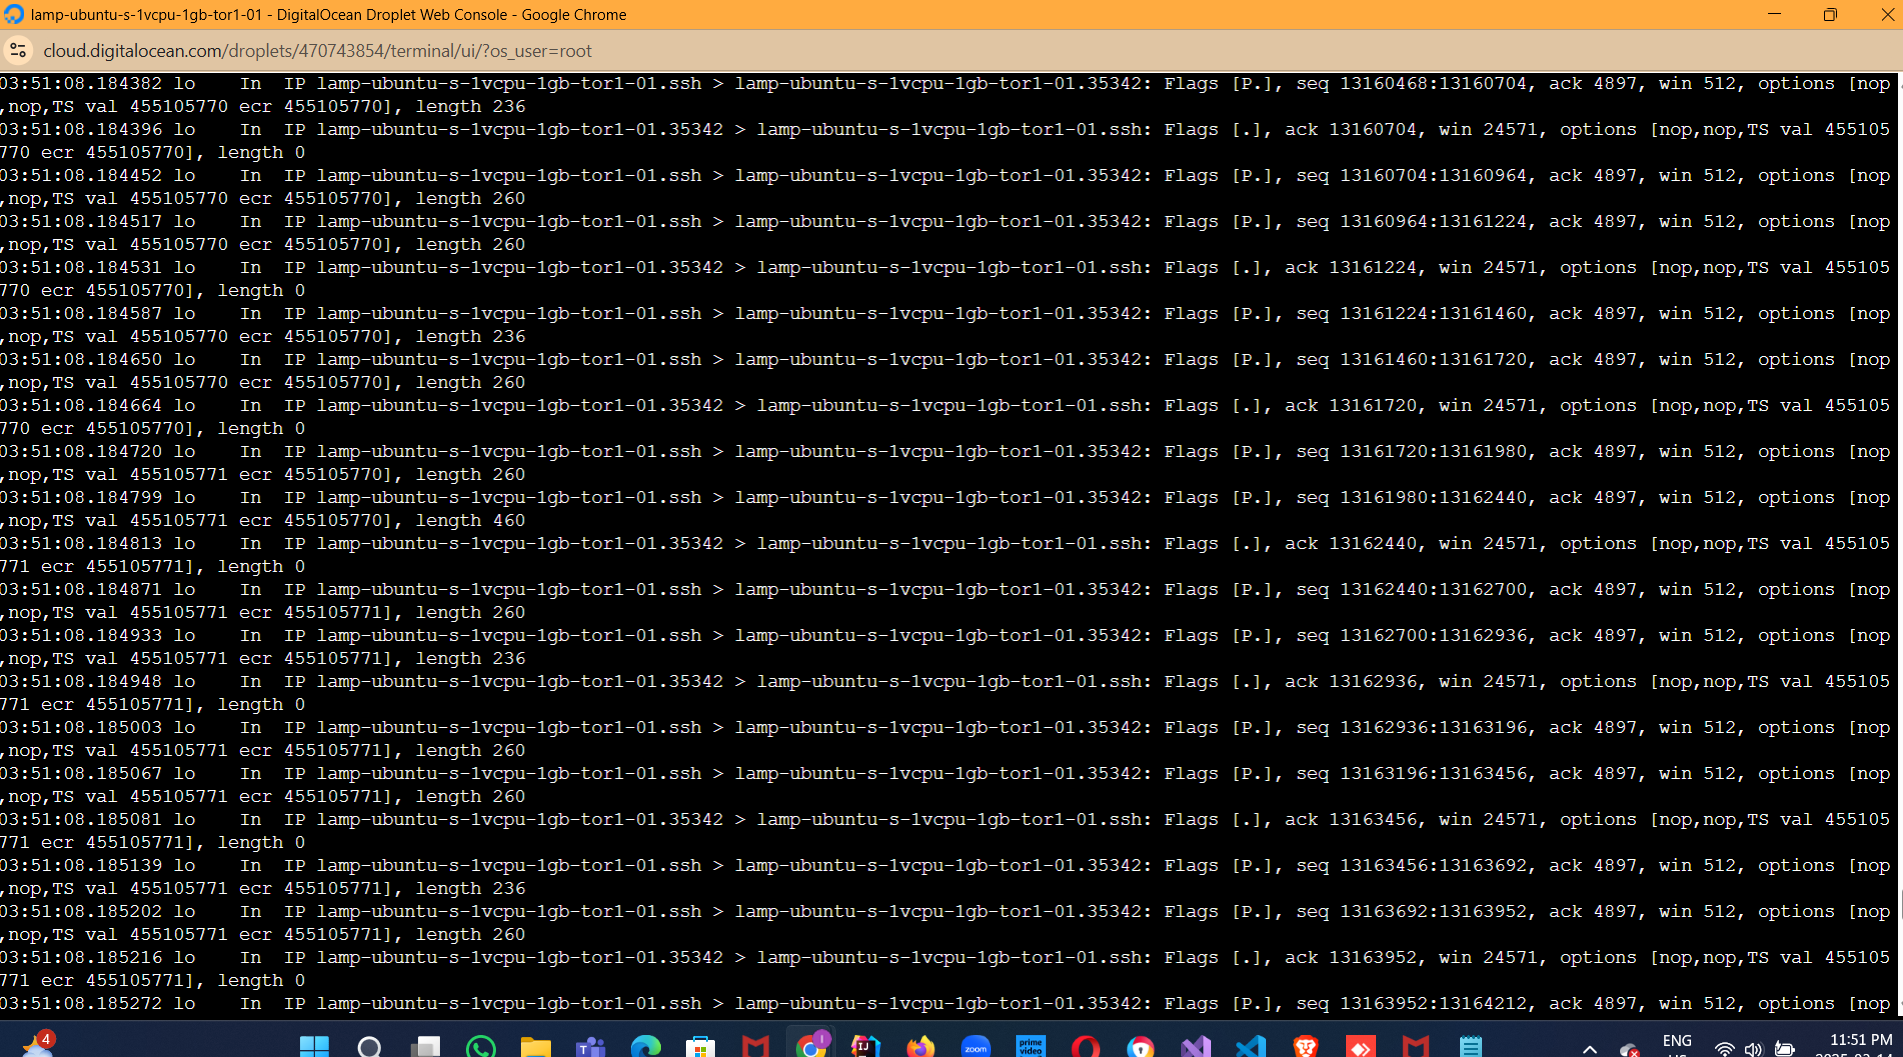 lamp-ubuntu-s-1vcpu-1gb-tor1-01 - DigitalOcean Droplet Web Console - Google Chrome
cloud.digitalocean.com/droplets/470743854/terminal/ui/?os_user=root
03:51:08.184382 lo    In  IP lamp-ubuntu-s-1vcpu-1gb-tor1-01.ssh > lamp-ubuntu-s-1vcpu-1gb-tor1-01.35342: Flags [P.], seq 13160468:13160704, ack 4897, win 512, options [nop
,nop,TS val 455105770 ecr 455105770], length 236
03:51:08.184396 lo    In  IP lamp-ubuntu-s-1vcpu-1gb-tor1-01.35342 > lamp-ubuntu-s-1vcpu-1gb-tor1-01.ssh: Flags [.], ack 13160704, win 24571, options [nop,nop,TS val 455105
770 ecr 455105770], length 0
03:51:08.184452 lo    In  IP lamp-ubuntu-s-1vcpu-1gb-tor1-01.ssh > lamp-ubuntu-s-1vcpu-1gb-tor1-01.35342: Flags [P.], seq 13160704:13160964, ack 4897, win 512, options [nop
,nop,TS val 455105770 ecr 455105770], length 260
03:51:08.184517 lo    In  IP lamp-ubuntu-s-1vcpu-1gb-tor1-01.ssh > lamp-ubuntu-s-1vcpu-1gb-tor1-01.35342: Flags [P.], seq 13160964:13161224, ack 4897, win 512, options [nop
,nop,TS val 455105770 ecr 455105770], length 260
03:51:08.184531 lo    In  IP lamp-ubuntu-s-1vcpu-1gb-tor1-01.35342 > lamp-ubuntu-s-1vcpu-1gb-tor1-01.ssh: Flags [.], ack 13161224, win 24571, options [nop,nop,TS val 455105
770 ecr 455105770], length 0
03:51:08.184587 lo    In  IP lamp-ubuntu-s-1vcpu-1gb-tor1-01.ssh > lamp-ubuntu-s-1vcpu-1gb-tor1-01.35342: Flags [P.], seq 13161224:13161460, ack 4897, win 512, options [nop
,nop,TS val 455105770 ecr 455105770], length 236
03:51:08.184650 lo    In  IP lamp-ubuntu-s-1vcpu-1gb-tor1-01.ssh > lamp-ubuntu-s-1vcpu-1gb-tor1-01.35342: Flags [P.], seq 13161460:13161720, ack 4897, win 512, options [nop
,nop,TS val 455105770 ecr 455105770], length 260
03:51:08.184664 lo    In  IP lamp-ubuntu-s-1vcpu-1gb-tor1-01.35342 > lamp-ubuntu-s-1vcpu-1gb-tor1-01.ssh: Flags [.], ack 13161720, win 24571, options [nop,nop,TS val 455105
770 ecr 455105770], length 0
03:51:08.184720 lo    In  IP lamp-ubuntu-s-1vcpu-1gb-tor1-01.ssh > lamp-ubuntu-s-1vcpu-1gb-tor1-01.35342: Flags [P.], seq 13161720:13161980, ack 4897, win 512, options [nop
,nop,TS val 455105771 ecr 455105770], length 260
03:51:08.184799 lo    In  IP lamp-ubuntu-s-1vcpu-1gb-tor1-01.ssh > lamp-ubuntu-s-1vcpu-1gb-tor1-01.35342: Flags [P.], seq 13161980:13162440, ack 4897, win 512, options [nop
,nop,TS val 455105771 ecr 455105770], length 460
03:51:08.184813 lo    In  IP lamp-ubuntu-s-1vcpu-1gb-tor1-01.35342 > lamp-ubuntu-s-1vcpu-1gb-tor1-01.ssh: Flags [.], ack 13162440, win 24571, options [nop,nop,TS val 455105
771 ecr 455105771], length 0
03:51:08.184871 lo    In  IP lamp-ubuntu-s-1vcpu-1gb-tor1-01.ssh > lamp-ubuntu-s-1vcpu-1gb-tor1-01.35342: Flags [P.], seq 13162440:13162700, ack 4897, win 512, options [nop
,nop,TS val 455105771 ecr 455105771], length 260
03:51:08.184933 lo    In  IP lamp-ubuntu-s-1vcpu-1gb-tor1-01.ssh > lamp-ubuntu-s-1vcpu-1gb-tor1-01.35342: Flags [P.], seq 13162700:13162936, ack 4897, win 512, options [nop
,nop,TS val 455105771 ecr 455105771], length 236
03:51:08.184948 lo    In  IP lamp-ubuntu-s-1vcpu-1gb-tor1-01.35342 > lamp-ubuntu-s-1vcpu-1gb-tor1-01.ssh: Flags [.], ack 13162936, win 24571, options [nop,nop,TS val 455105
771 ecr 455105771], length 0
03:51:08.185003 lo    In  IP lamp-ubuntu-s-1vcpu-1gb-tor1-01.ssh > lamp-ubuntu-s-1vcpu-1gb-tor1-01.35342: Flags [P.], seq 13162936:13163196, ack 4897, win 512, options [nop
,nop,TS val 455105771 ecr 455105771], length 260
03:51:08.185067 lo    In  IP lamp-ubuntu-s-1vcpu-1gb-tor1-01.ssh > lamp-ubuntu-s-1vcpu-1gb-tor1-01.35342: Flags [P.], seq 13163196:13163456, ack 4897, win 512, options [nop
,nop,TS val 455105771 ecr 455105771], length 260
03:51:08.185081 lo    In  IP lamp-ubuntu-s-1vcpu-1gb-tor1-01.35342 > lamp-ubuntu-s-1vcpu-1gb-tor1-01.ssh: Flags [.], ack 13163456, win 24571, options [nop,nop,TS val 455105
771 ecr 455105771], length 0
03:51:08.185139 lo    In  IP lamp-ubuntu-s-1vcpu-1gb-tor1-01.ssh > lamp-ubuntu-s-1vcpu-1gb-tor1-01.35342: Flags [P.], seq 13163456:13163692, ack 4897, win 512, options [nop
,nop,TS val 455105771 ecr 455105771], length 236
03:51:08.185202 lo    In  IP lamp-ubuntu-s-1vcpu-1gb-tor1-01.ssh > lamp-ubuntu-s-1vcpu-1gb-tor1-01.35342: Flags [P.], seq 13163692:13163952, ack 4897, win 512, options [nop
,nop,TS val 455105771 ecr 455105771], length 260
03:51:08.185216 lo    In  IP lamp-ubuntu-s-1vcpu-1gb-tor1-01.35342 > lamp-ubuntu-s-1vcpu-1gb-tor1-01.ssh: Flags [.], ack 13163952, win 24571, options [nop,nop,TS val 455105
771 ecr 455105771], length 0
03:51:08.185272 lo    In  IP lamp-ubuntu-s-1vcpu-1gb-tor1-01.ssh > lamp-ubuntu-s-1vcpu-1gb-tor1-01.35342: Flags [P.], seq 13163952:13164212, ack 4897, win 512, options [nop
4
zoom
prime video
ENG
11:51 PM